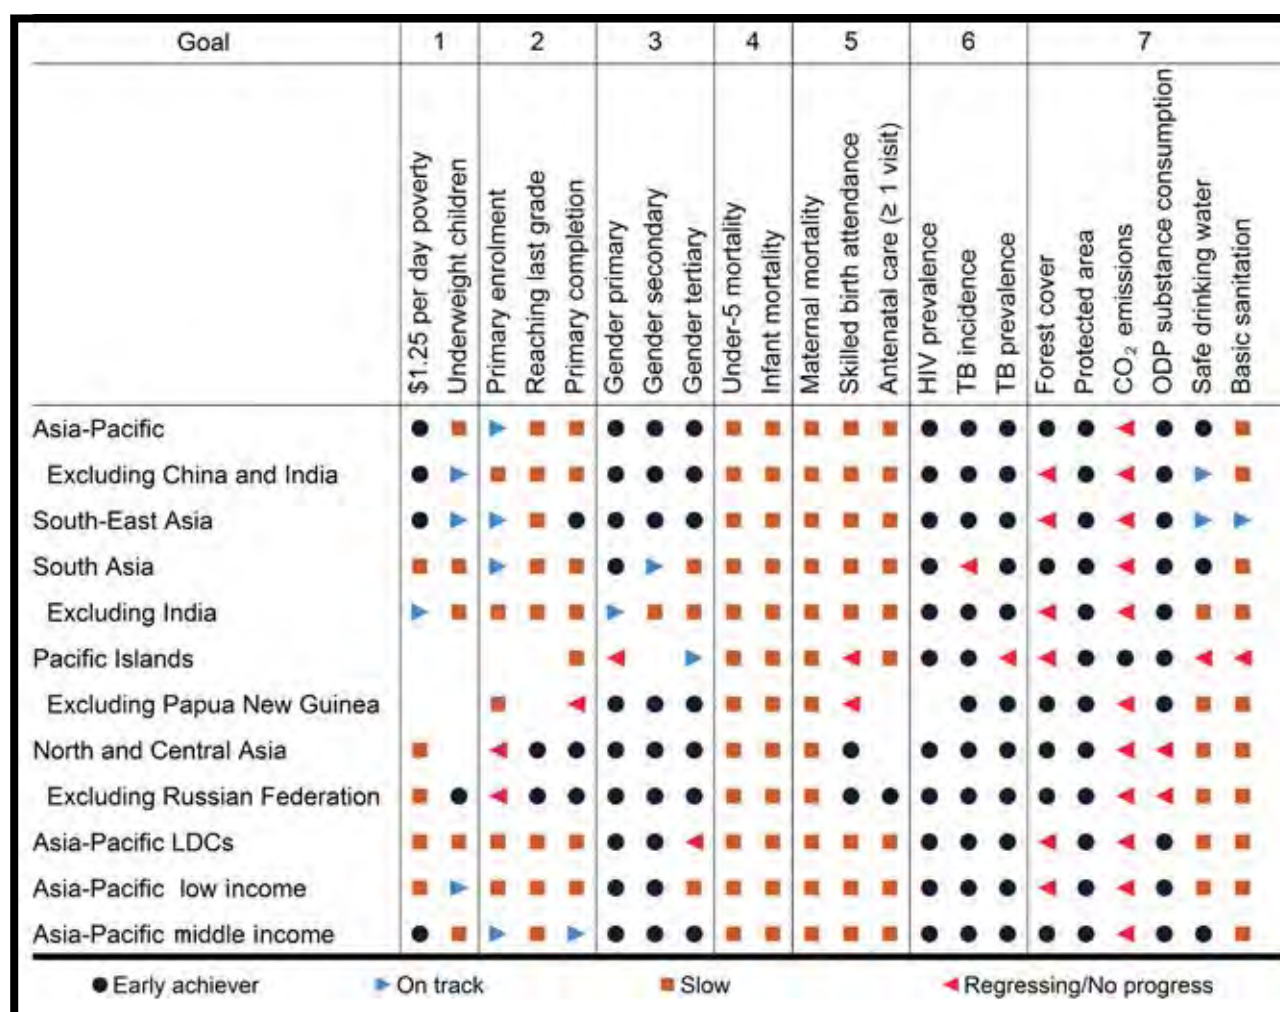 Goal 1 2 3 4 5 6 7
$1.25 per day poverty
Underweight children
Primary enrolment
Reaching last grade
Primary completion
Gender primary
Gender secondary
Gender tertiary
Under-5 mortality
Infant mortality
Maternal mortality
Skilled birth attendance
Antenatal care (≥ 1 visit)
HIV prevalence
TB incidence
TB prevalence
Forest cover
Protected area
CO₂ emissions
ODP substance consumption
Safe drinking water
Basic sanitation
Asia-Pacific
Excluding China and India
South-East Asia
South Asia
Excluding India
Pacific Islands
Excluding Papua New Guinea
North and Central Asia
Excluding Russian Federation
Asia-Pacific LDCs
Asia-Pacific low income
Asia-Pacific middle income
Early achiever On track Slow Regressing/No progress